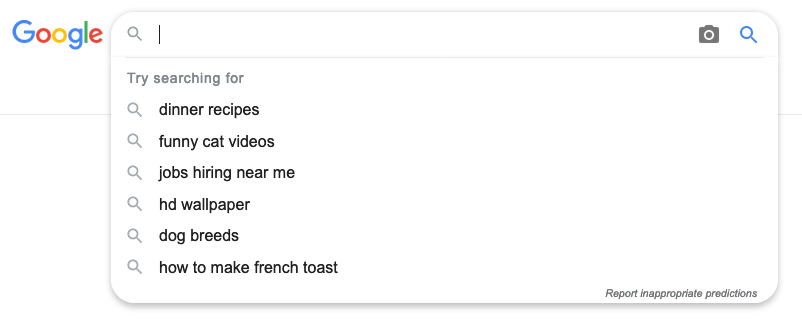 Google
Try searching for
dinner recipes
funny cat videos
jobs hiring near me
hd wallpaper
dog breeds
how to make french toast
Report inappropriate predictions